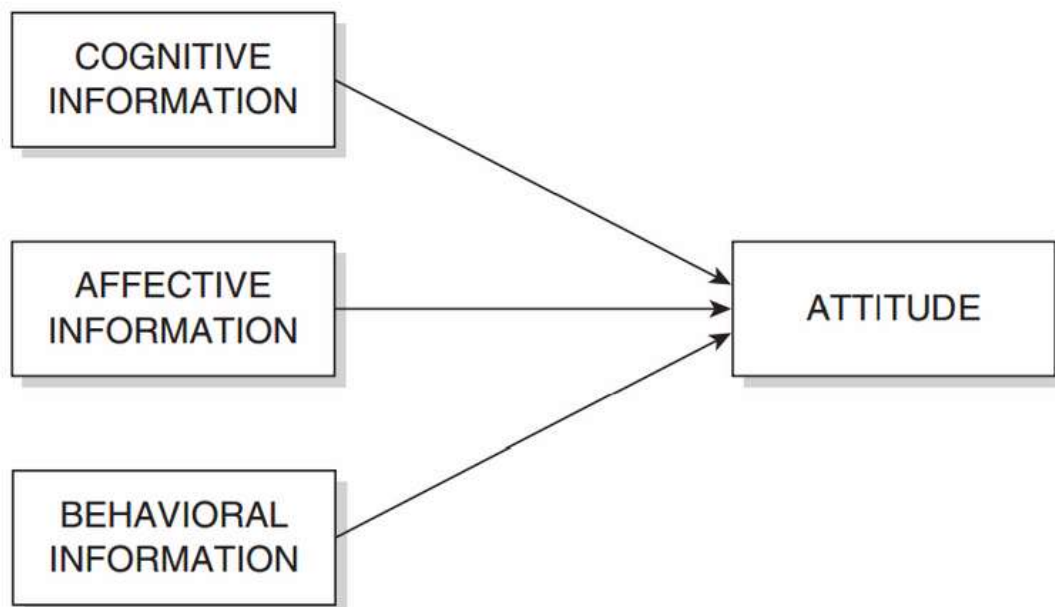 COGNITIVE
INFORMATION
AFFECTIVE
INFORMATION
ATTITUDE
BEHAVIORAL
INFORMATION